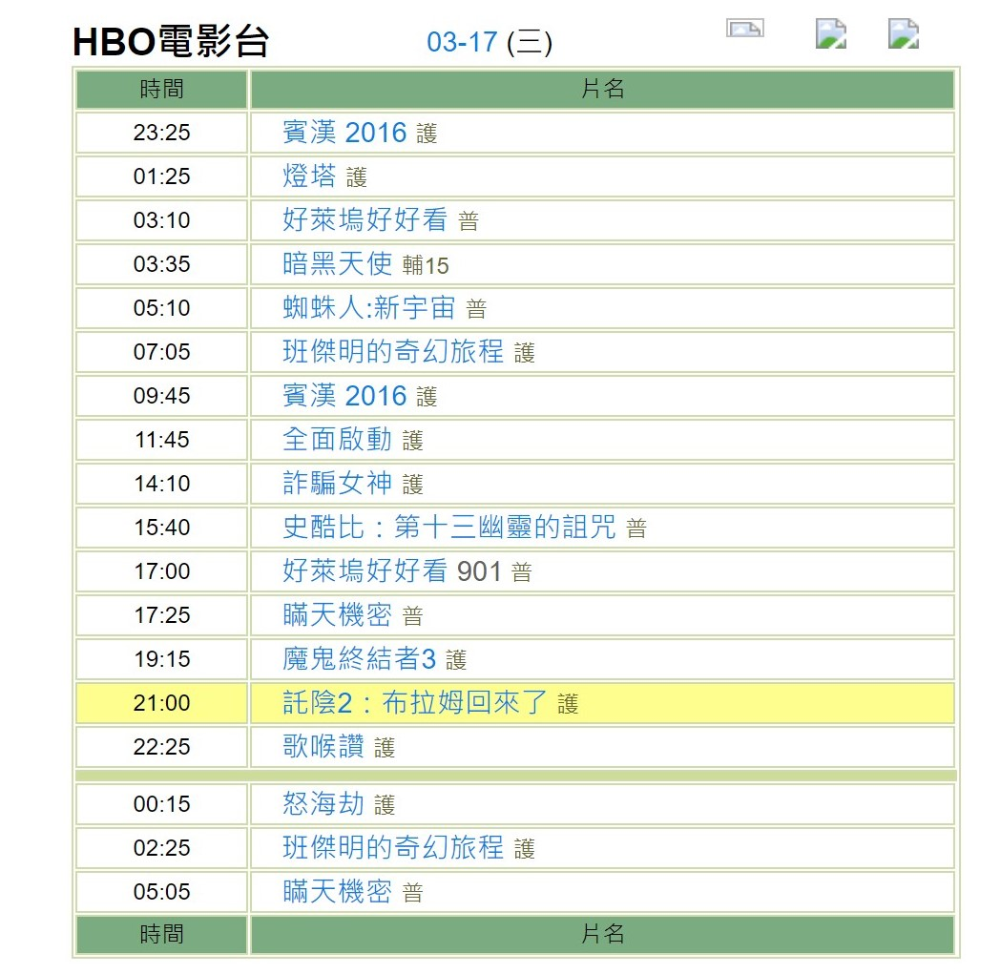 HBO電影台 03-17 (三)
時間 片名
23:25 賓漢 2016 護
01:25 燈塔 護
03:10 好萊塢好好看 普
03:35 暗黑天使 輔15
05:10 蜘蛛人:新宇宙 普
07:05 班傑明的奇幻旅程 護
09:45 賓漢 2016 護
11:45 全面啟動 護
14:10 詐騙女神 護
15:40 史酷比：第十三幽靈的詛咒 普
17:00 好萊塢好好看 901 普
17:25 瞞天機密 普
19:15 魔鬼終結者3 護
21:00 託陰2：布拉姆回來了 護
22:25 歌喉讚 護
00:15 怒海劫 護
02:25 班傑明的奇幻旅程 護
05:05 瞞天機密 普
時間 片名